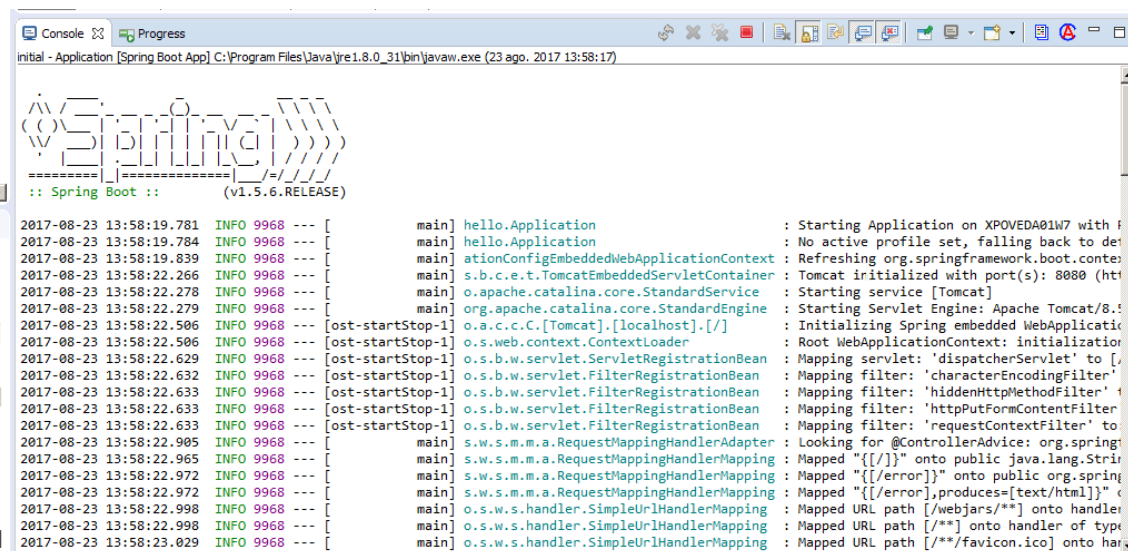 Console Progress
initial - Application [Spring Boot App] C:\Program Files\Java\jre1.8.0_31\bin\javaw.exe (23 ago. 2017 13:58:17)
Spring
:: Spring Boot :: (v1.5.6.RELEASE)
2017-08-23 13:58:19.781 INFO 9968 --- [ main] hello.Application : Starting Application on XPOVEDA01W7 with
2017-08-23 13:58:19.784 INFO 9968 --- [ main] hello.Application : No active profile set, falling back to
2017-08-23 13:58:19.839 INFO 9968 --- [ main] ationConfigEmbeddedWebApplicationContext : Refreshing org.springframework.boot.contex
2017-08-23 13:58:22.266 INFO 9968 --- [ main] s.b.c.e.t.TomcatEmbeddedServletContainer : Tomcat initialized with port(s): 8080 (htt
2017-08-23 13:58:22.278 INFO 9968 --- [ main] o.apache.catalina.core.StandardService : Starting service [Tomcat]
2017-08-23 13:58:22.279 INFO 9968 --- [ main] org.apache.catalina.core.StandardEngine : Starting Servlet Engine: Apache Tomcat/8.5
2017-08-23 13:58:22.506 INFO 9968 --- [ost-startStop-1] o.a.c.c.C.[Tomcat].[localhost].[/] : Initializing Spring embedded WebApplicatio
2017-08-23 13:58:22.506 INFO 9968 --- [ost-startStop-1] o.s.web.context.ContextLoader : Root WebApplicationContext: initialization
2017-08-23 13:58:22.629 INFO 9968 --- [ost-startStop-1] o.s.b.w.servlet.ServletRegistrationBean : Mapping servlet: 'dispatcherServlet' to [/
2017-08-23 13:58:22.632 INFO 9968 --- [ost-startStop-1] o.s.b.w.servlet.FilterRegistrationBean : Mapping filter: 'characterEncodingFilter'
2017-08-23 13:58:22.633 INFO 9968 --- [ost-startStop-1] o.s.b.w.servlet.FilterRegistrationBean : Mapping filter: 'hiddenHttpMethodFilter'
2017-08-23 13:58:22.633 INFO 9968 --- [ost-startStop-1] o.s.b.w.servlet.FilterRegistrationBean : Mapping filter: 'httpPutFormContentFilter
2017-08-23 13:58:22.633 INFO 9968 --- [ost-startStop-1] o.s.b.w.servlet.FilterRegistrationBean : Mapping filter: 'requestContextFilter' to
2017-08-23 13:58:22.905 INFO 9968 --- [ main] s.w.s.m.m.a.RequestMappingHandlerAdapter : Looking for @ControllerAdvice: org.springf
2017-08-23 13:58:22.965 INFO 9968 --- [ main] s.w.s.m.m.a.RequestMappingHandlerMapping : Mapped "{[/]}" onto public java.lang.Strin
2017-08-23 13:58:22.972 INFO 9968 --- [ main] s.w.s.m.m.a.RequestMappingHandlerMapping : Mapped "{[/error]}" onto public org.spring
2017-08-23 13:58:22.972 INFO 9968 --- [ main] s.w.s.m.m.a.RequestMappingHandlerMapping : Mapped "{[/error],produces=[text/html]}"
2017-08-23 13:58:22.998 INFO 9968 --- [ main] o.s.w.s.handler.SimpleUrlHandlerMapping : Mapped URL path [/webjars/**] onto handler
2017-08-23 13:58:22.998 INFO 9968 --- [ main] o.s.w.s.handler.SimpleUrlHandlerMapping : Mapped URL path [/**] onto handler of type
2017-08-23 13:58:23.029 INFO 9968 --- [ main] o.s.w.s.handler.SimpleUrlHandlerMapping : Mapped URL path [/**/favicon.ico] onto han